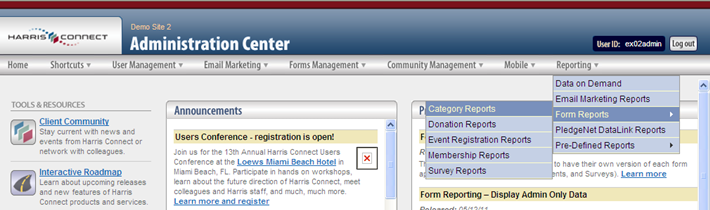 HARRIS CONNECT
Demo Site 2
Administration Center
User ID: ex02admin
Log out
Home
Shortcuts
User Management
Email Marketing
Forms Management
Community Management
Mobile
Reporting
Data on Demand
Email Marketing Reports
Form Reports
PledgeNet DataLink Reports
Pre-Defined Reports
Category Reports
Donation Reports
Event Registration Reports
Membership Reports
Survey Reports
TOOLS & RESOURCES
Client Community
Stay current with news and
events from Harris Connect or
network with colleagues.
Interactive Roadmap
Learn about upcoming releases
and new features of Harris
Connect products and services.
Announcements
Users Conference - registration is open!
Join us for the 13th Annual Harris Connect Users
Conference at the Loews Miami Beach Hotel in
Miami Beach, FL. Participate in hands on workshops,
learn about the future direction of Harris Connect, meet
colleagues and Harris staff, and much, much more.
Learn more and register
to have their own version of each form
ents, and Surveys). Learn more
Form Reporting – Display Admin Only Data
Released: 05/12/11